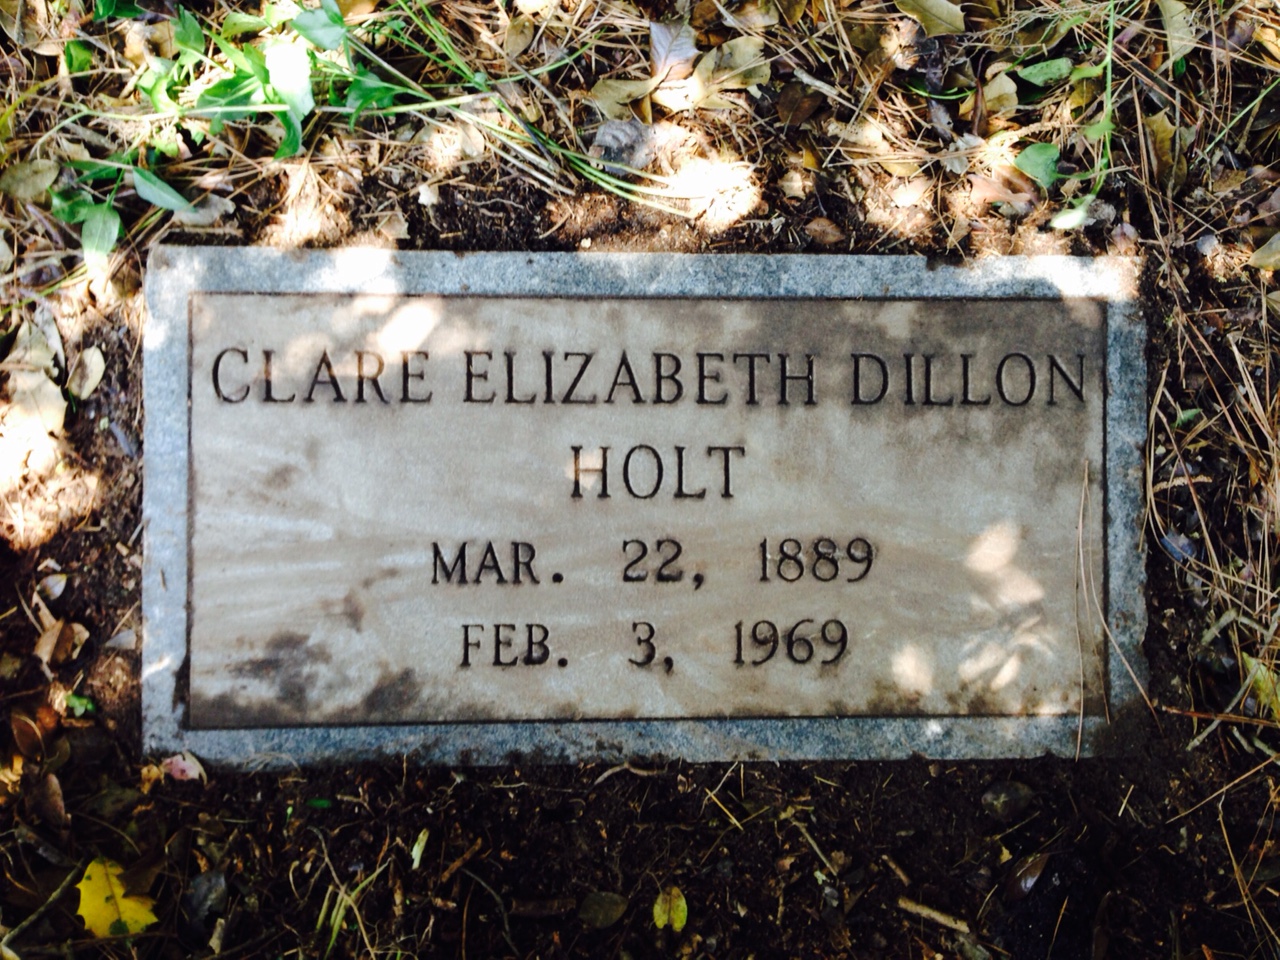 CLARE ELIZABETH DILLON
HOLT
MAR. 22, 1889
FEB. 3, 1969